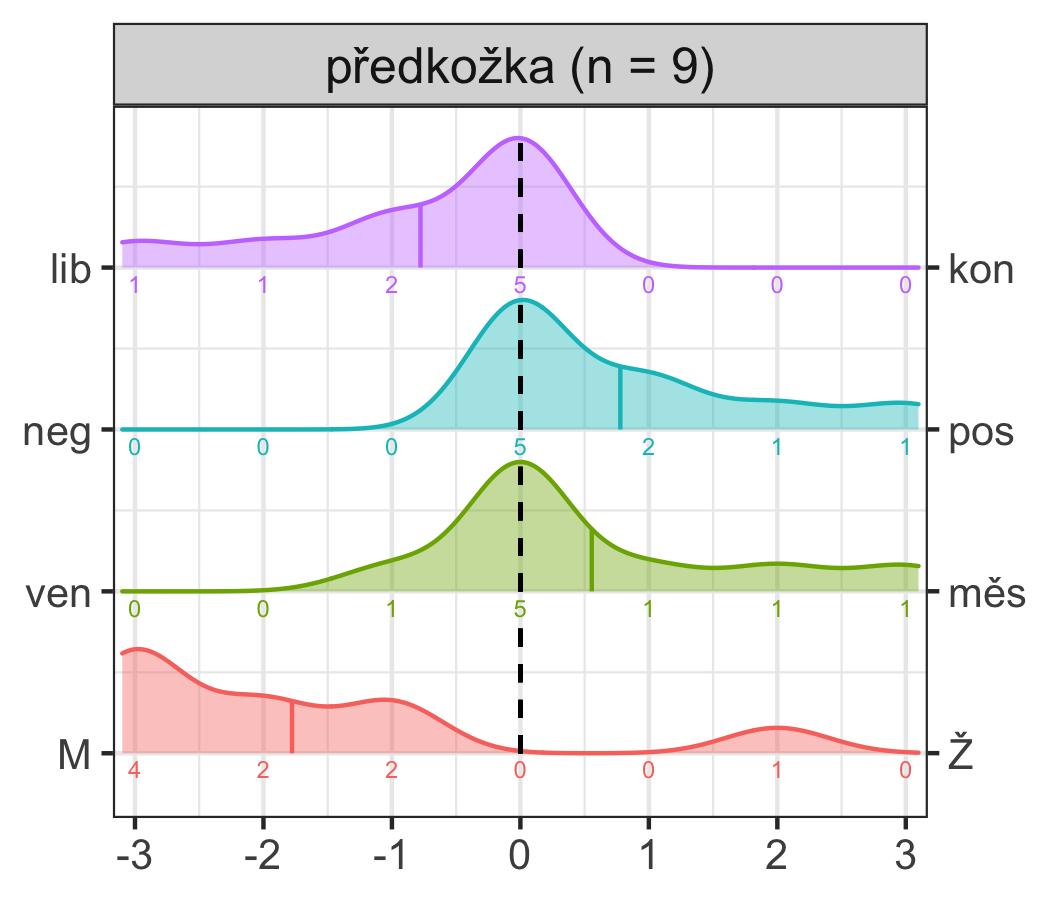 předkožka (n = 9)
lib kon
1 1 2 5 0 0 0
neg pos
0 0 0 5 2 1 1
ven měs
0 0 1 5 1 1 1
M Ž
4 2 2 0 0 1 0
-3 -2 -1 0 1 2 3